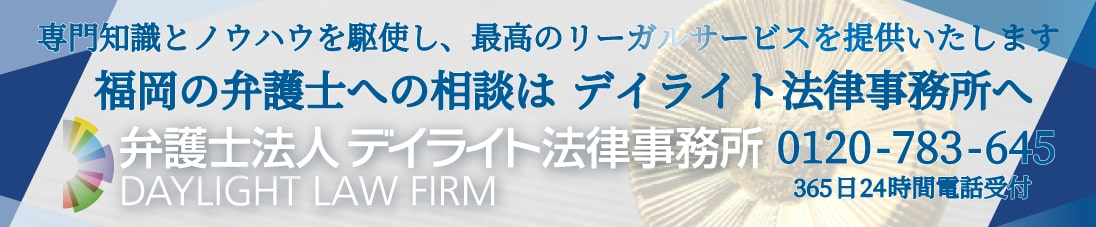 専門知識とノウハウを駆使し、最高のリーガルサービスを提供いたします
福岡の弁護士への相談は デイライト法律事務所へ
弁護士法人 デイライト法律事務所 0120-783-645
DAYLIGHT LAW FIRM
365日24時間電話受付